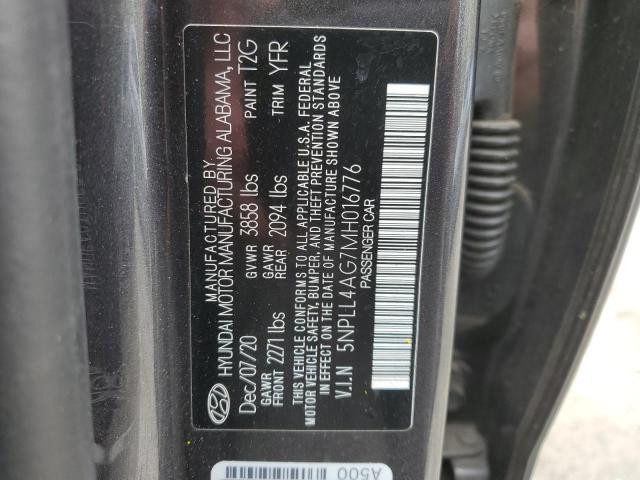 MANUFACTURED BY
HYUNDAI MOTOR MANUFACTURING ALABAMA, LLC
Dec/07/20 GVWR 3858 lbs PAINT T2G
GAWR FRONT 2271 lbs GAWR REAR 2094 lbs TRIM YFR
THIS VEHICLE CONFORMS TO ALL APPLICABLE U.S.A. FEDERAL
MOTOR VEHICLE SAFETY, BUMPER, AND THEFT PREVENTION STANDARDS
IN EFFECT ON THE DATE OF MANUFACTURE SHOWN ABOVE
V.I.N 5NPLL4AG7MH016776
PASSENGER CAR
A500